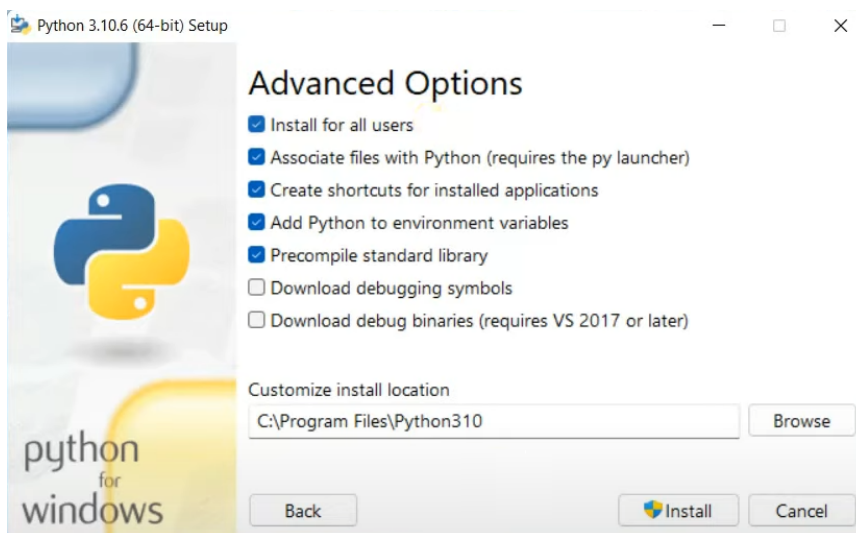 Python 3.10.6 (64-bit) Setup
Advanced Options
Install for all users
Associate files with Python (requires the py launcher)
Create shortcuts for installed applications
Add Python to environment variables
Precompile standard library
Download debugging symbols
Download debug binaries (requires VS 2017 or later)
Customize install location
C:\Program Files\Python310
Browse
python
for
windows
Back
Install
Cancel